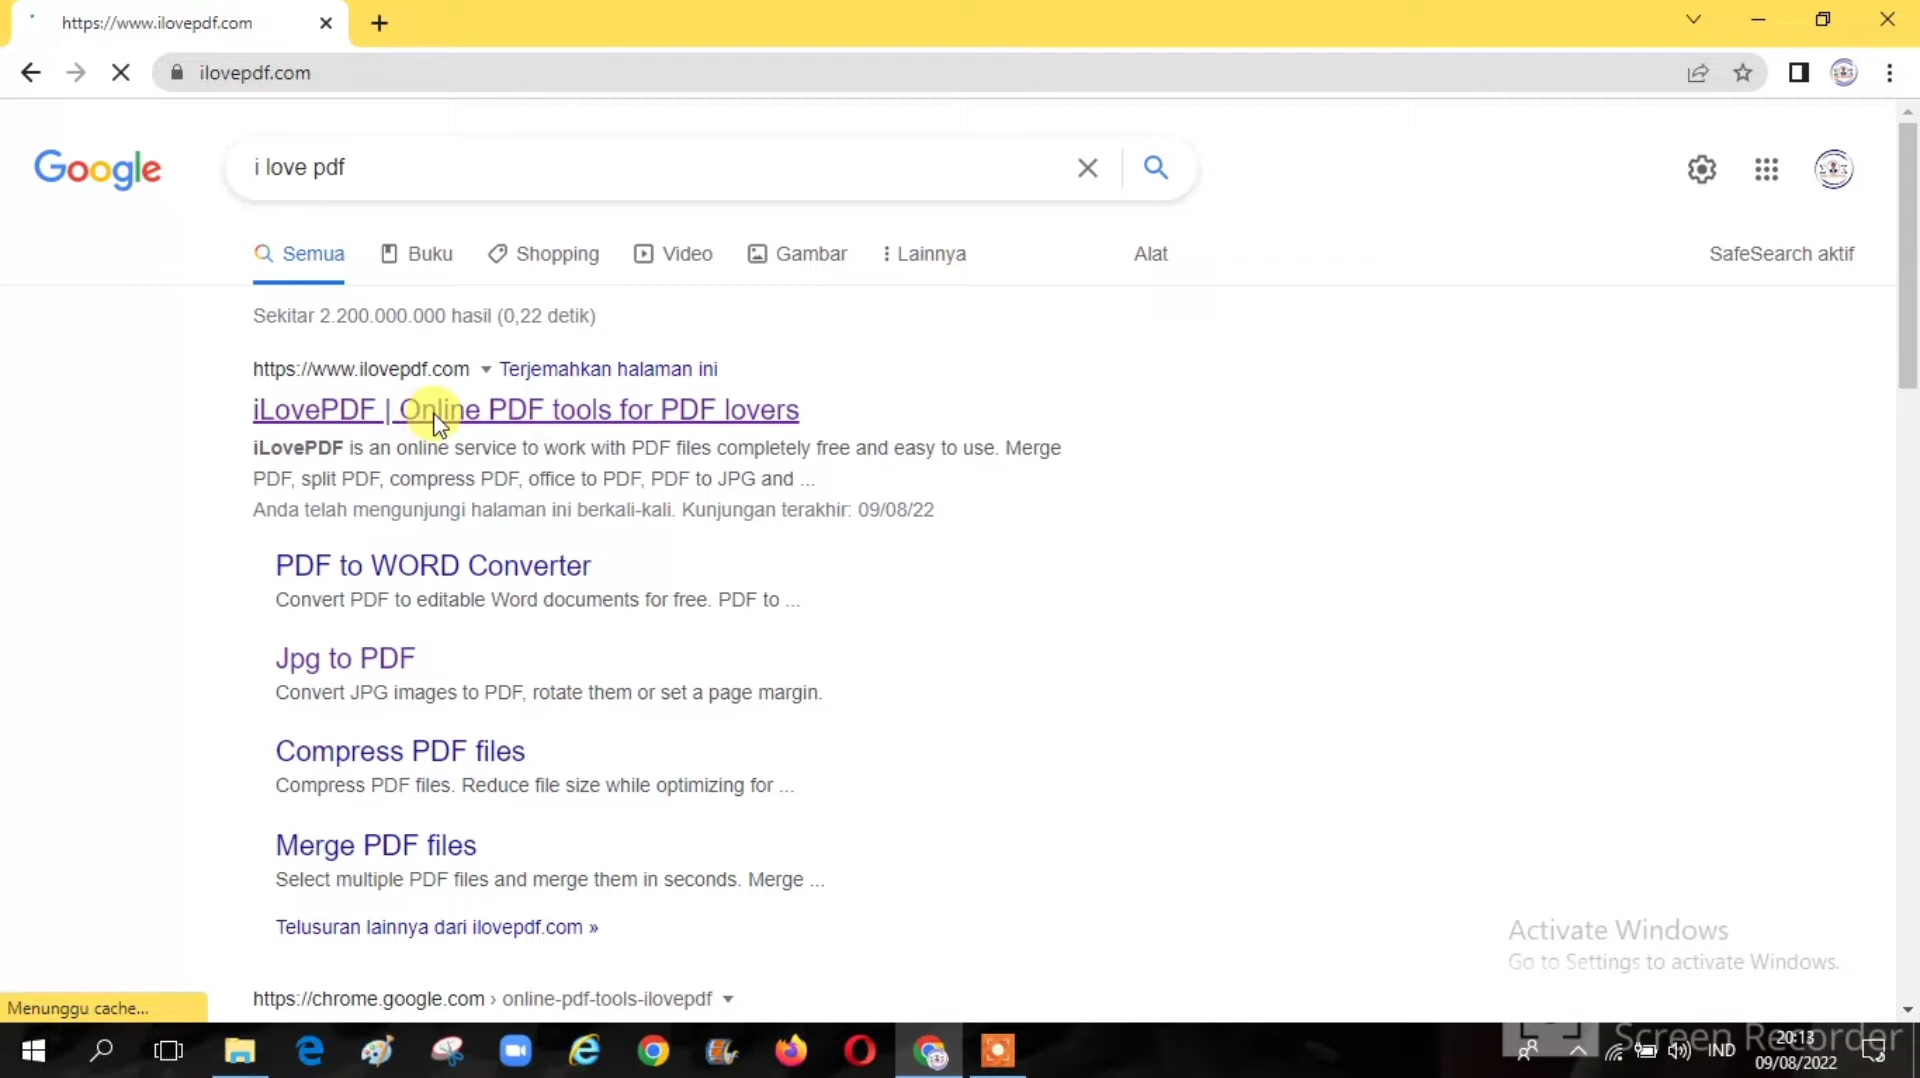 https://www.ilovepdf.com
ilovepdf.com
Google
i love pdf
Semua
Buku
Shopping
Video
Gambar
Lainnya
Alat
SafeSearch aktif
Sekitar 2.200.000.000 hasil (0,22 detik)
https://www.ilovepdf.com Terjemahkan halaman ini
iLovePDF | Online PDF tools for PDF lovers
iLovePDF is an online service to work with PDF files completely free and easy to use. Merge
PDF, split PDF, compress PDF, office to PDF, PDF to JPG and ...
Anda telah mengunjungi halaman ini berkali-kali. Kunjungan terakhir: 09/08/22
PDF to WORD Converter
Convert PDF to editable Word documents for free. PDF to ...
Jpg to PDF
Convert JPG images to PDF, rotate them or set a page margin.
Compress PDF files
Compress PDF files. Reduce file size while optimizing for ...
Merge PDF files
Select multiple PDF files and merge them in seconds. Merge ...
Telusuran lainnya dari ilovepdf.com »
https://chrome.google.com › online-pdf-tools-ilovepdf
Activate Windows
Go to Settings to activate Windows.
Menunggu cache...
Screen Recorder
IND
20:13
09/08/2022